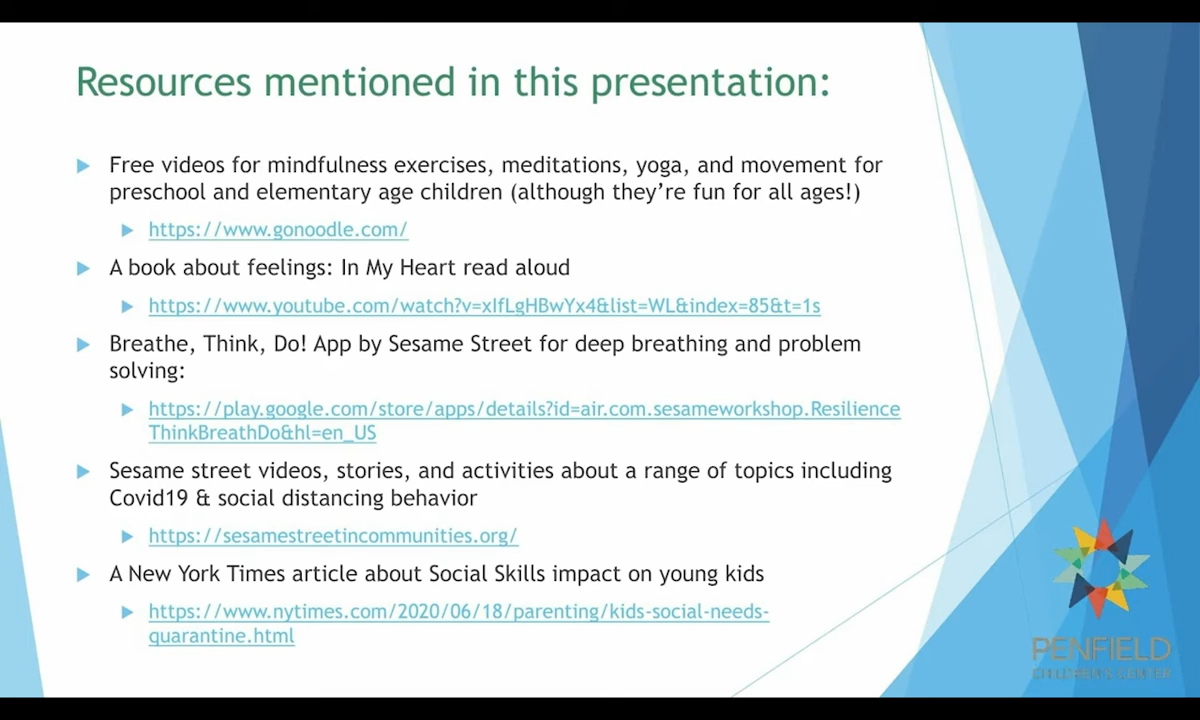 Resources mentioned in this presentation:
Free videos for mindfulness exercises, meditations, yoga, and movement for
preschool and elementary age children (although they're fun for all ages!)
https://www.gonoodle.com/
A book about feelings: In My Heart read aloud
https://www.youtube.com/watch?v=xIfLgHBwYx4&list=WL&index=85&t=1s
Breathe, Think, Do! App by Sesame Street for deep breathing and problem
solving:
https://play.google.com/store/apps/details?id=air.com.sesameworkshop.Resilience
ThinkBreathDo&hl=en_US
Sesame street videos, stories, and activities about a range of topics including
Covid19 & social distancing behavior
https://sesamestreetincommunities.org/
A New York Times article about Social Skills impact on young kids
https://www.nytimes.com/2020/06/18/parenting/kids-social-needs-
quarantine.html
PENFIELD
CHILDREN'S CENTER